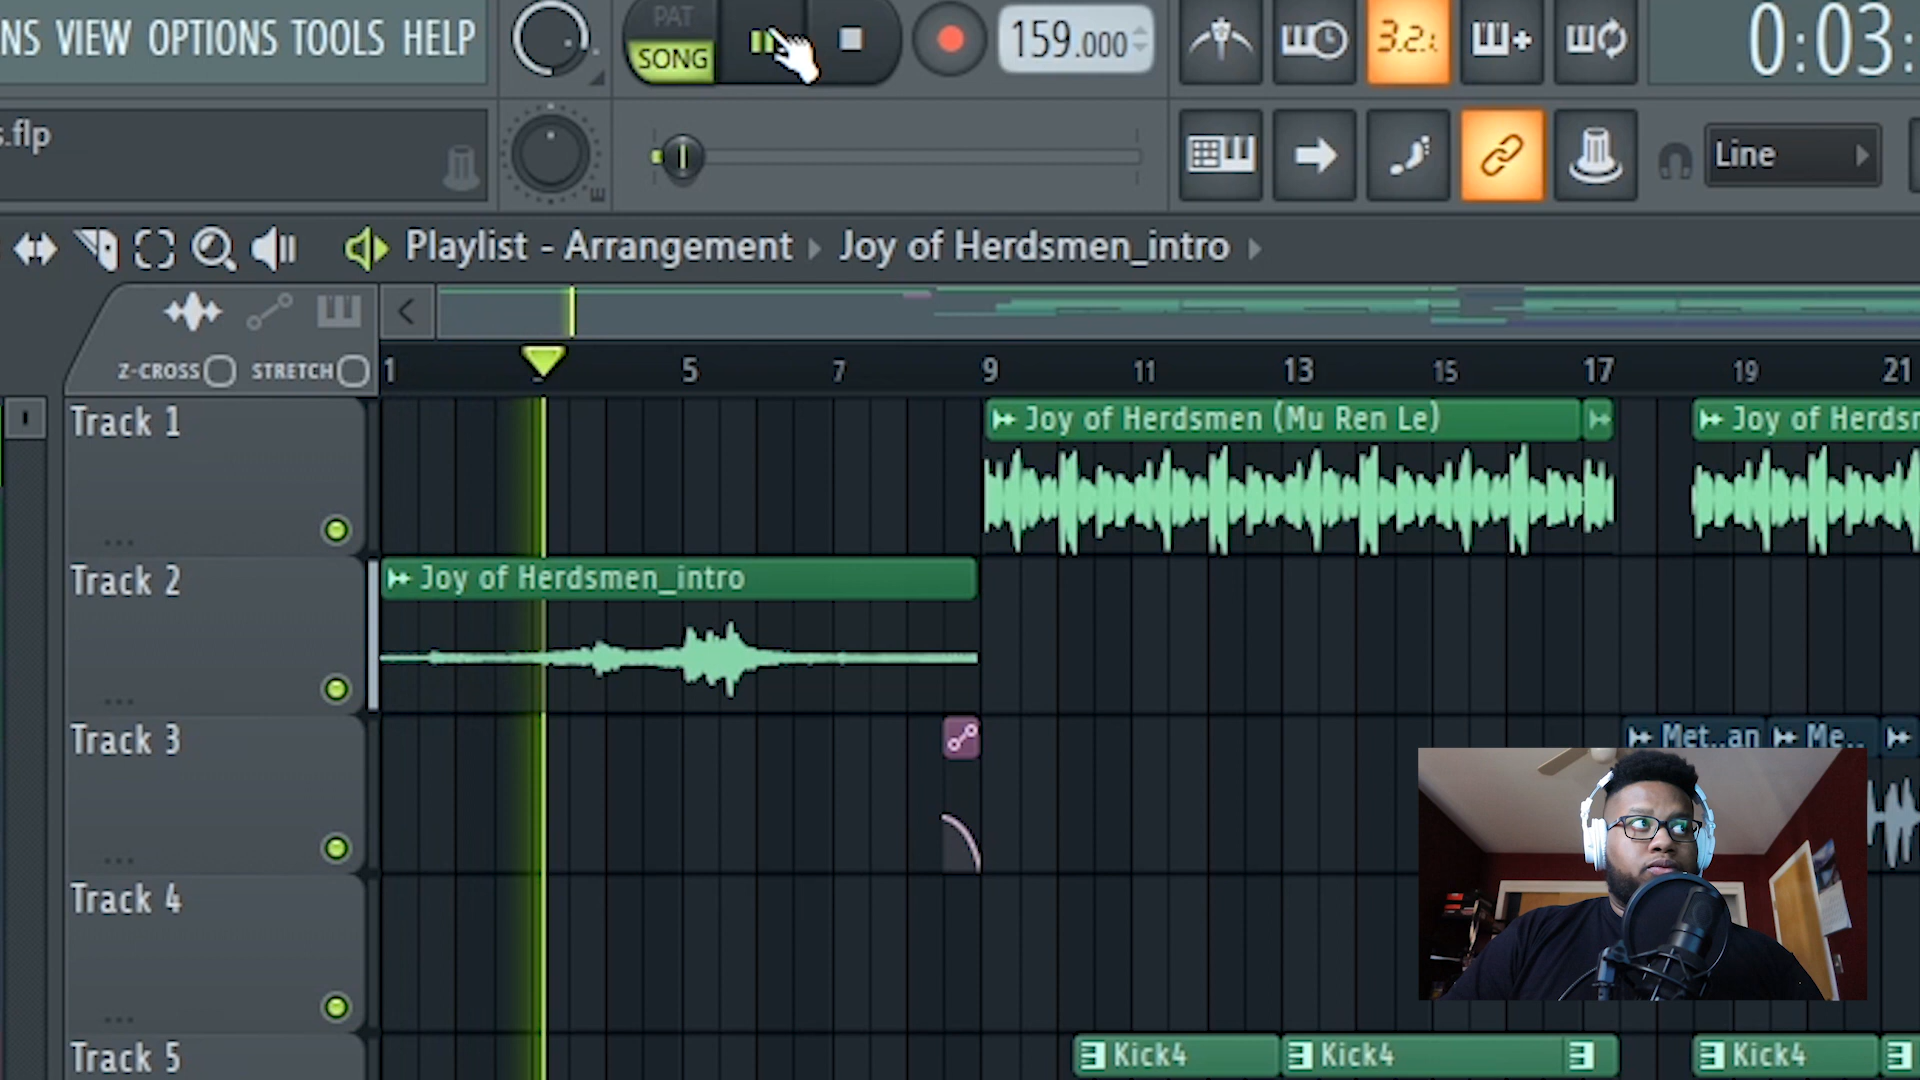 NS VIEW OPTIONS TOOLS HELP
PAT
SONG
159.000
3.2.
0:03:
s.flp
Line
Playlist - Arrangement
Joy of Herdsmen_intro
Z-CROSS
STRETCH
1
5
7
9
11
13
15
17
19
21
Track 1
Joy of Herdsmen (Mu Ren Le)
Joy of Herdsm
Track 2
Joy of Herdsmen_intro
Track 3
Met..an
Me..
Track 4
Track 5
Kick4
Kick4
Kick4